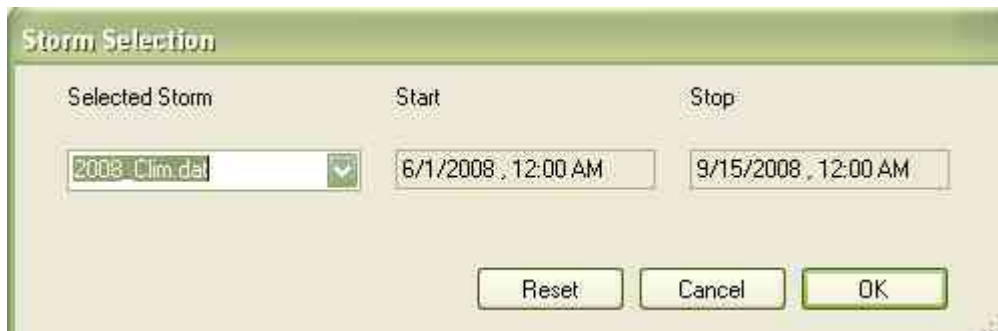 Storm Selection
Selected Storm Start Stop
2008_Clim.dat 6/1/2008 , 12:00 AM 9/15/2008 , 12:00 AM
Reset Cancel OK